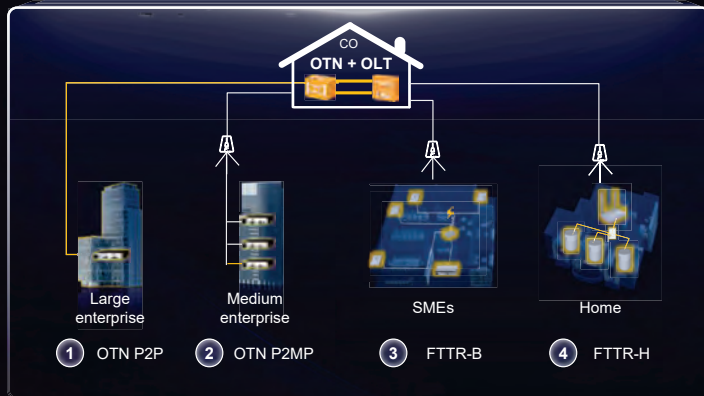 CO
OTN + OLT
Large
enterprise
Medium
enterprise
SMEs
Home
1 OTN P2P
2 OTN P2MP
3 FTTR-B
4 FTTR-H